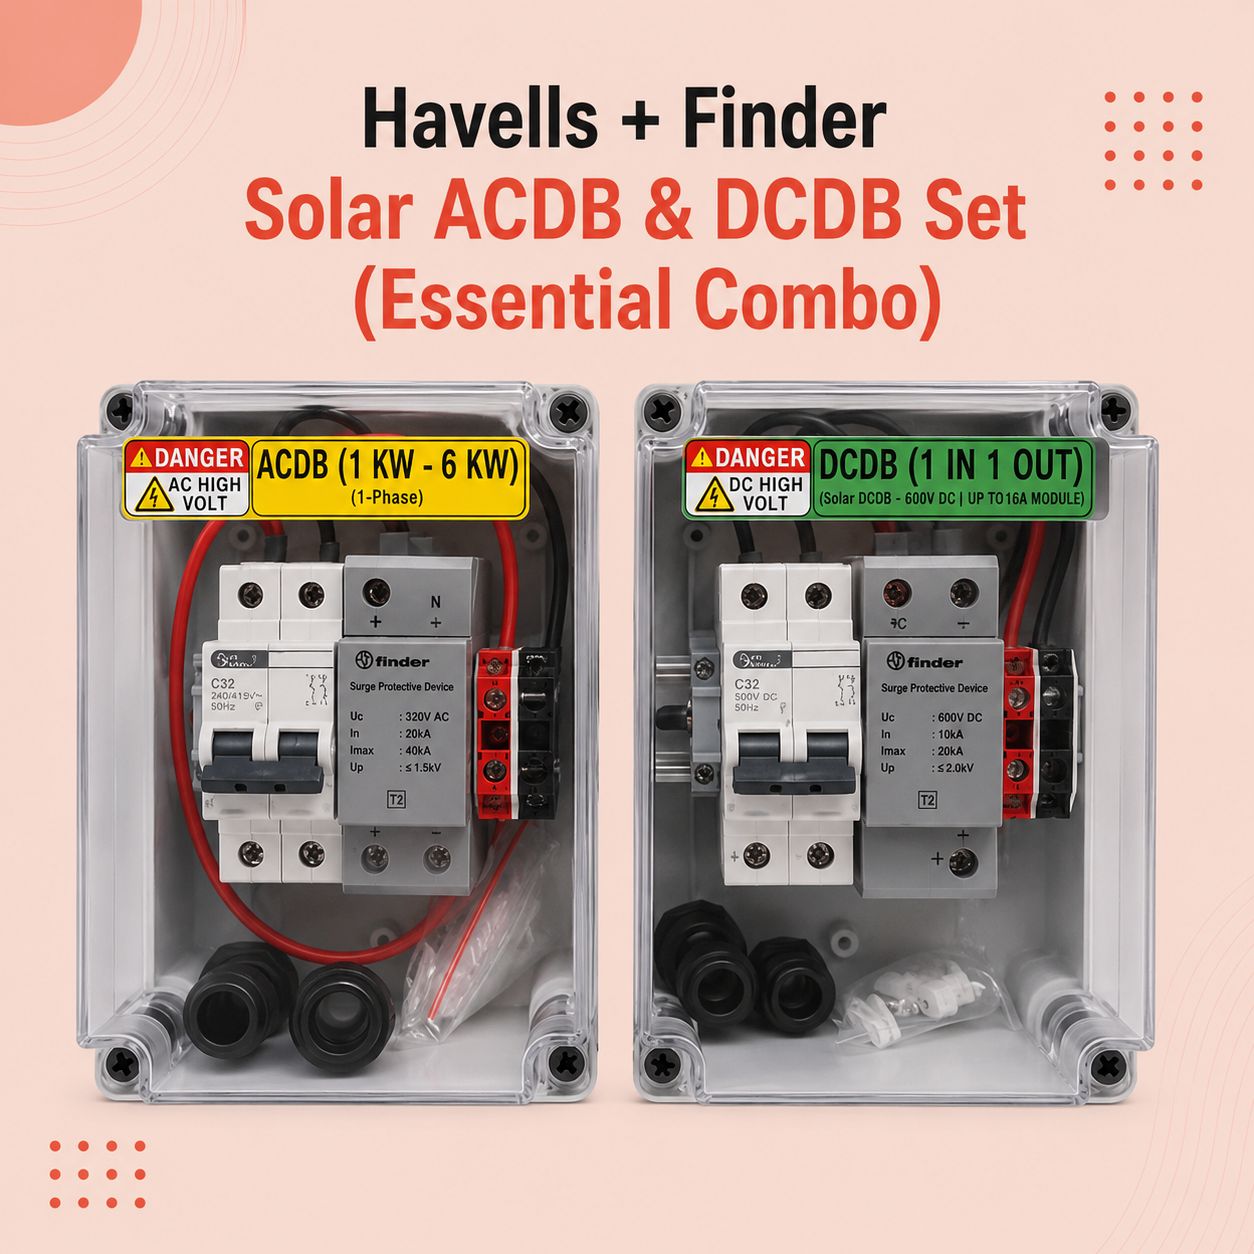 Havells + Finder
Solar ACDB & DCDB Set
(Essential Combo)
DANGER
AC HIGH
VOLT
ACDB (1 KW - 6 KW)
(1-Phase)
DANGER
DC HIGH
VOLT
DCDB (1 IN 1 OUT)
(Solar DCDB - 600V DC | UP TO 16A MODULE)
N
+ +
C32
240/419V~
50Hz
finder
Surge Protective Device
Uc : 320V AC
In : 20kA
Imax : 40kA
Up : ≤ 1.5kV
T2
+ −
C32
500V DC
50Hz
finder
Surge Protective Device
Uc : 600V DC
In : 10kA
Imax : 20kA
Up : ≤ 2.0kV
T2
+
+
+